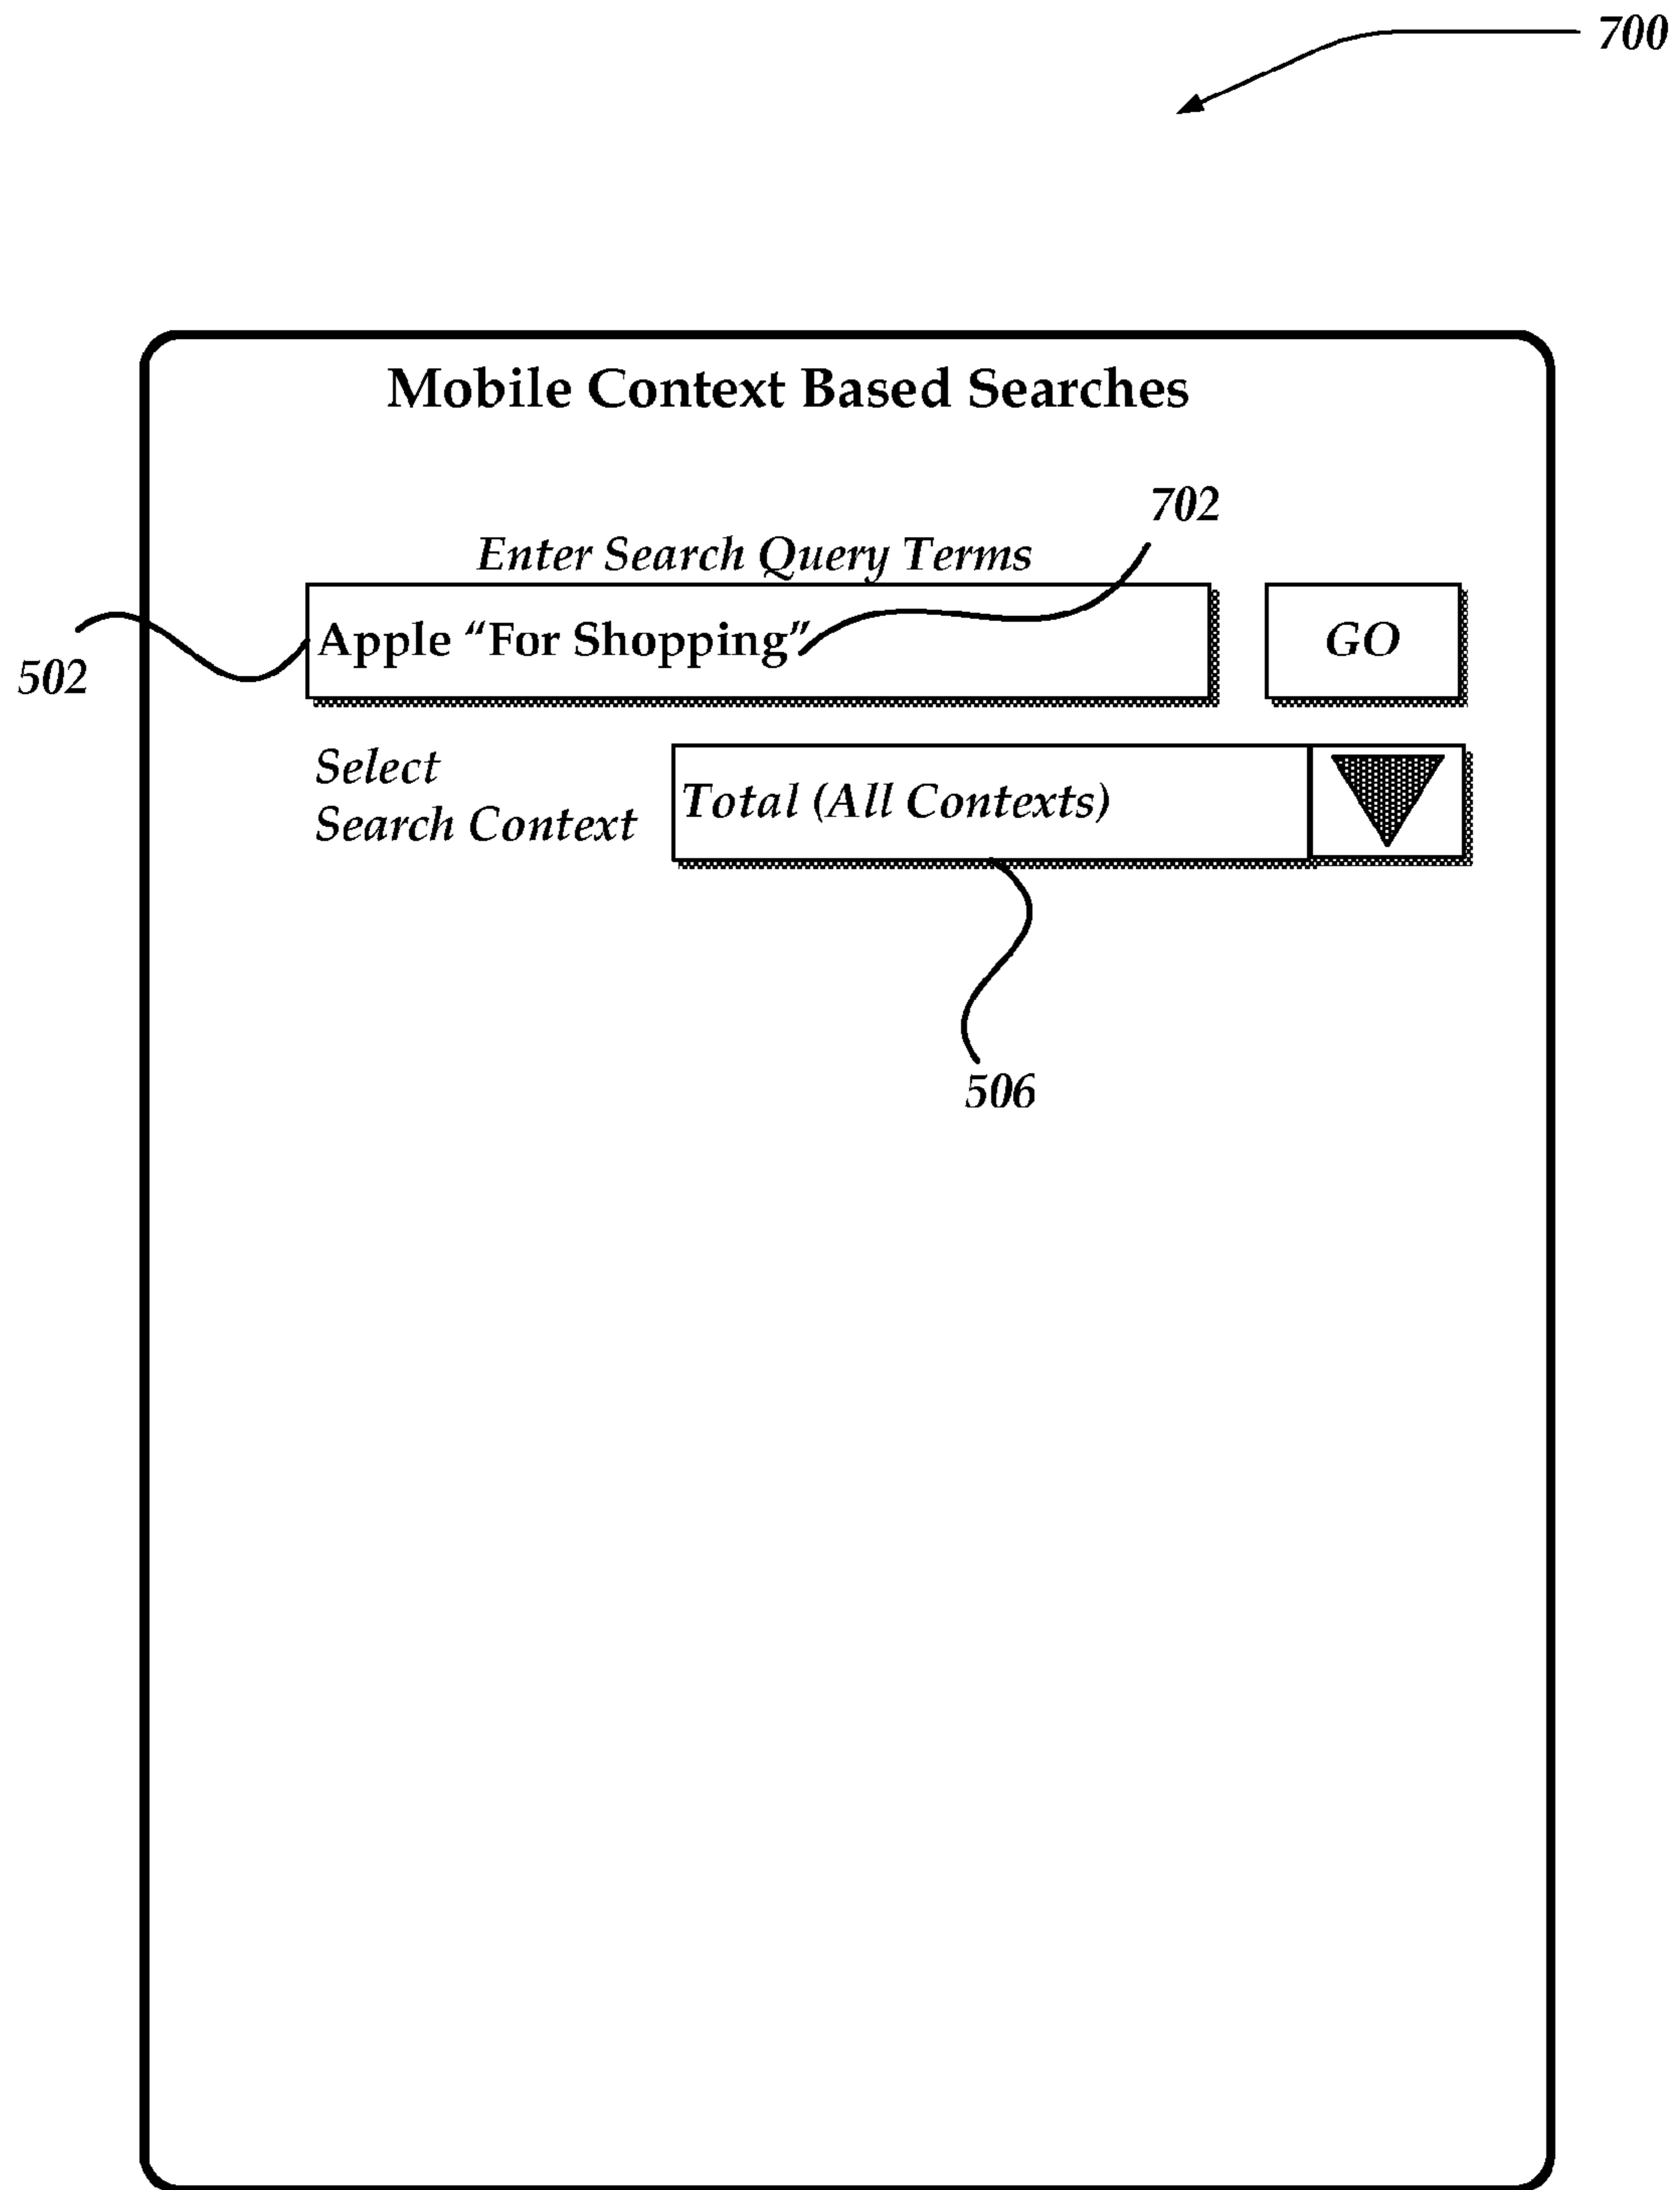 700
Mobile Context Based Searches
702
Enter Search Query Terms
Apple “For Shopping”
GO
502
Select
Search Context
Total (All Contexts)
506